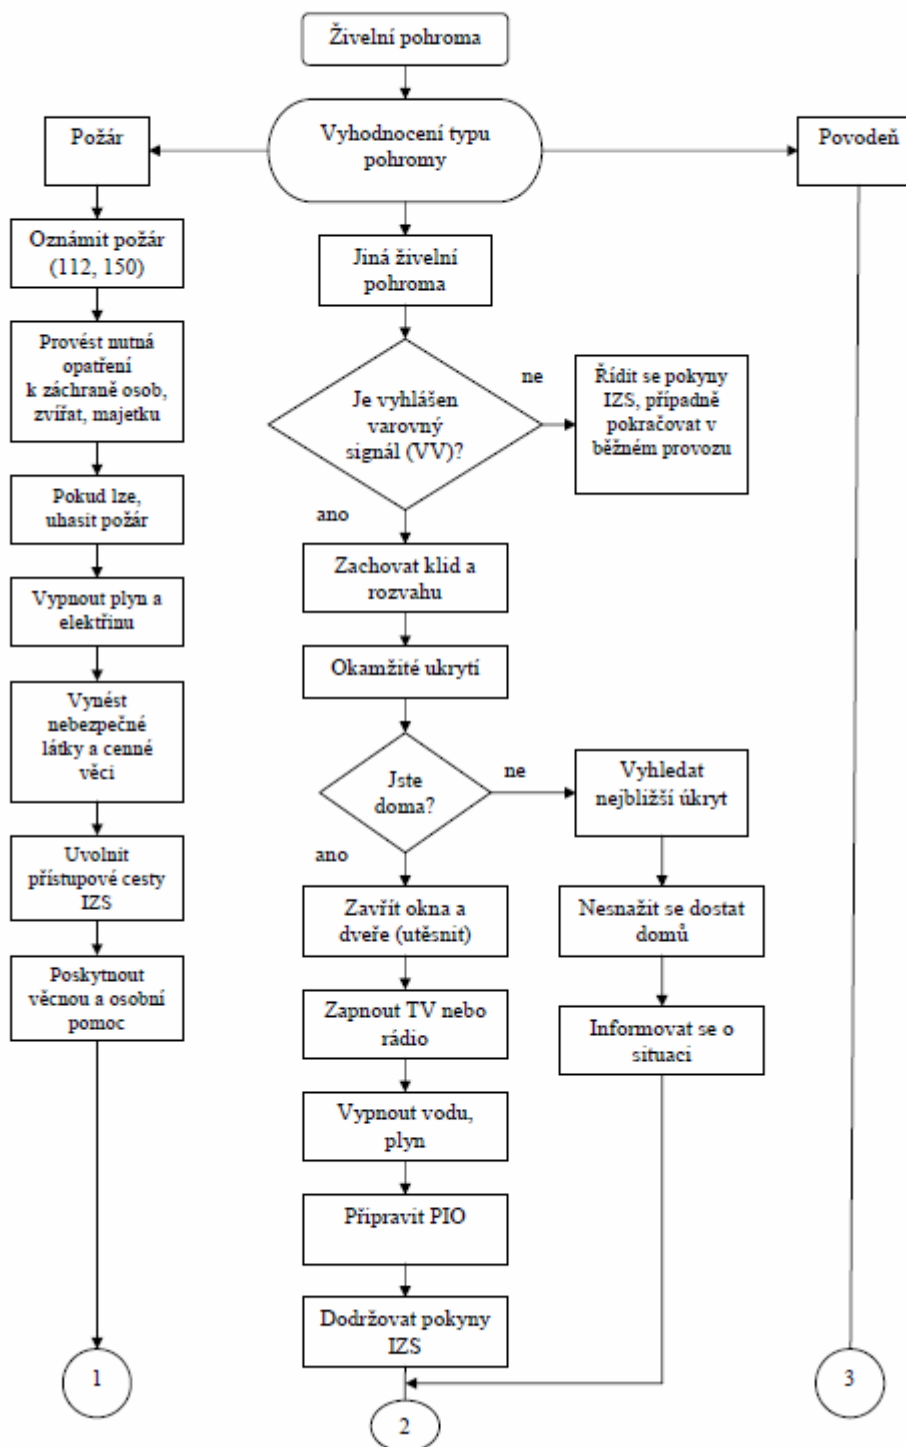 Živelní pohroma
Vyhodnocení typu
pohromy
Požár
Povodeň
Oznámit požár
(112, 150)
Provést nutná
opatření
k záchraně osob,
zvířat, majetku
Pokud lze,
uhasit požár
Vypnout plyn a
elektřinu
Vynést
nebezpečné
látky a cenné
věci
Uvolnit
přístupové cesty
IZS
Poskytnout
věcnou a osobní
pomoc
1
Jiná živelní
pohroma
Je vyhlášen
varovný
signál (VV)?
ne
Řídit se pokyny
IZS, případně
pokračovat v
běžném provozu
ano
Zachovat klid a
rozvahu
Okamžité ukrytí
Jste
doma?
ne
Vyhledat
nejbližší úkryt
ano
Zavřít okna a
dveře (utěsnit)
Nesnažit se dostat
domů
Zapnout TV nebo
rádio
Informovat se o
situaci
Vypnout vodu,
plyn
Připravit PIO
Dodržovat pokyny
IZS
2
3